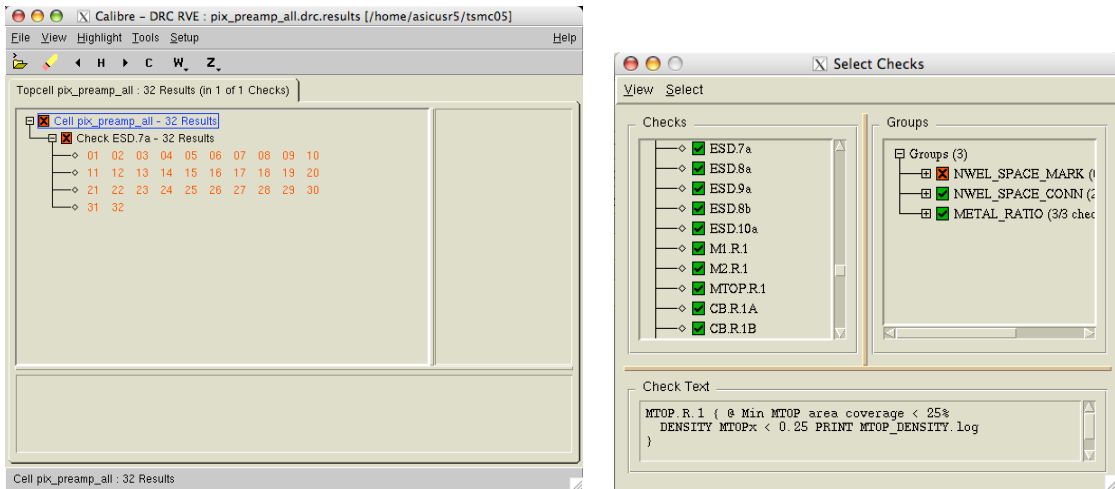 Calibre - DRC RVE : pix_preamp_all.drc.results [/home/asicusr5/tsmc05]
File View Highlight Tools Setup Help
H C W Z
Topcell pix_preamp_all : 32 Results (in 1 of 1 Checks)
Cell pix_preamp_all - 32 Results
Check ESD.7a - 32 Results
01 02 03 04 05 06 07 08 09 10
11 12 13 14 15 16 17 18 19 20
21 22 23 24 25 26 27 28 29 30
31 32
Cell pix_preamp_all : 32 Results
X Select Checks
View Select
Checks
ESD.7a
ESD.8a
ESD.9a
ESD.8b
ESD.10a
M1.R.1
M2.R.1
MTOP.R.1
CB.R.1A
CB.R.1B
Groups
Groups (3)
NWEL_SPACE_MARK
NWEL_SPACE_CONN
METAL_RATIO (3/3 chec
Check Text
MTOP.R.1 { @ Min MTOP area coverage < 25%
DENSITY MTOPx < 0.25 PRINT MTOP_DENSITY.log
}